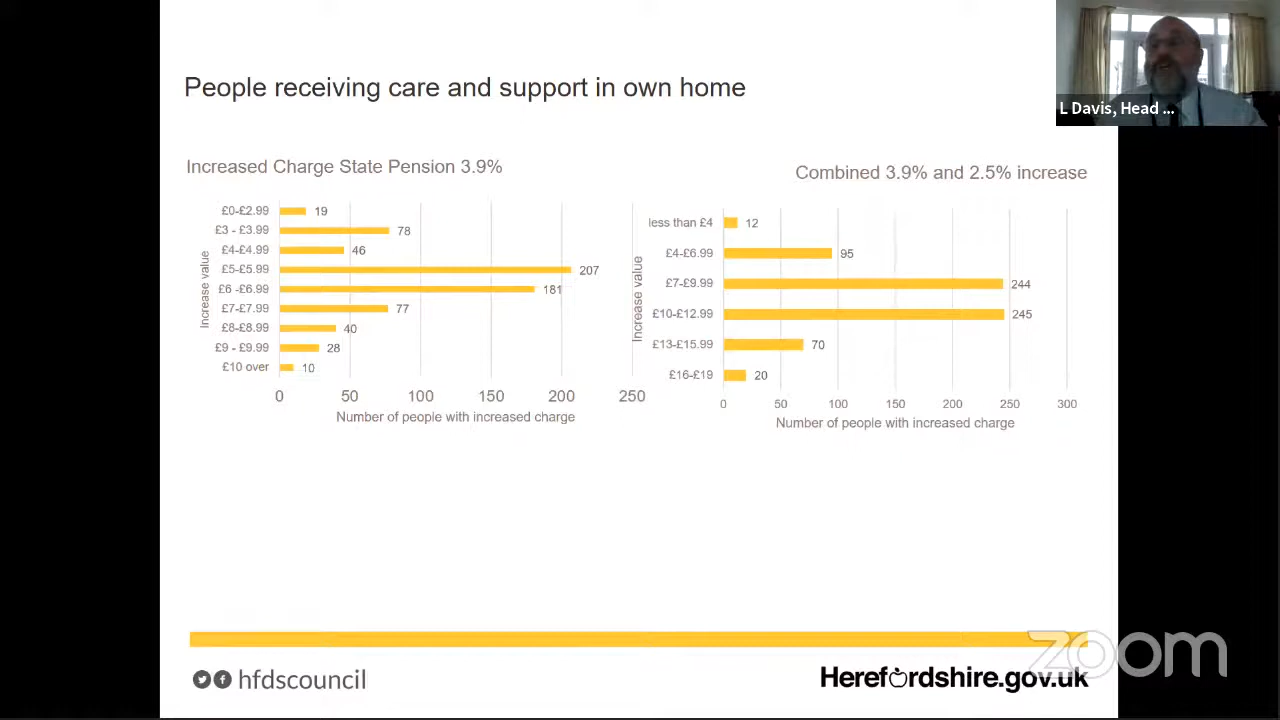 People receiving care and support in own home
L Davis, Head ...
Increased Charge State Pension 3.9%
Increase value
£0-£2.99 19
£3 - £3.99 78
£4-£4.99 46
£5-£5.99 207
£6 -£6.99 181
£7-£7.99 77
£8-£8.99 40
£9 - £9.99 28
£10 over 10
0 50 100 150 200 250
Number of people with increased charge
Combined 3.9% and 2.5% increase
Increase value
less than £4 12
£4-£6.99 95
£7-£9.99 244
£10-£12.99 245
£13-£15.99 70
£16-£19 20
0 50 100 150 200 250 300
Number of people with increased charge
hfdscouncil
Herefordshire.gov.uk
zoom